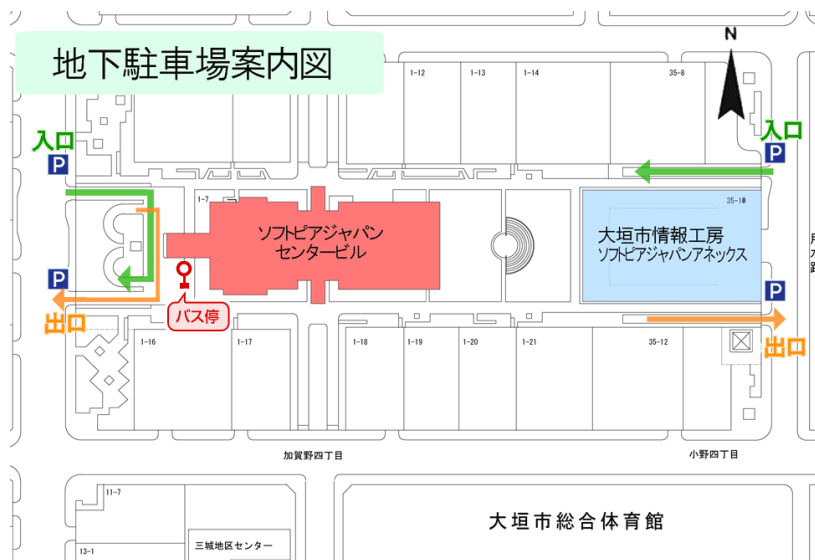 地下駐車場案内図
N
1-12
1-13
1-14
35-8
入口
P
入口
P
1-7
35-10
ソフトピアジャパン
センタービル
大垣市情報工房
ソフトピアジャパンアネックス
P
出口
バス停
P
出口
1-16
1-17
1-18
1-19
1-20
1-21
35-12
加賀野四丁目
小野四丁目
11-7
13-1
三城地区センター
大垣市総合体育館